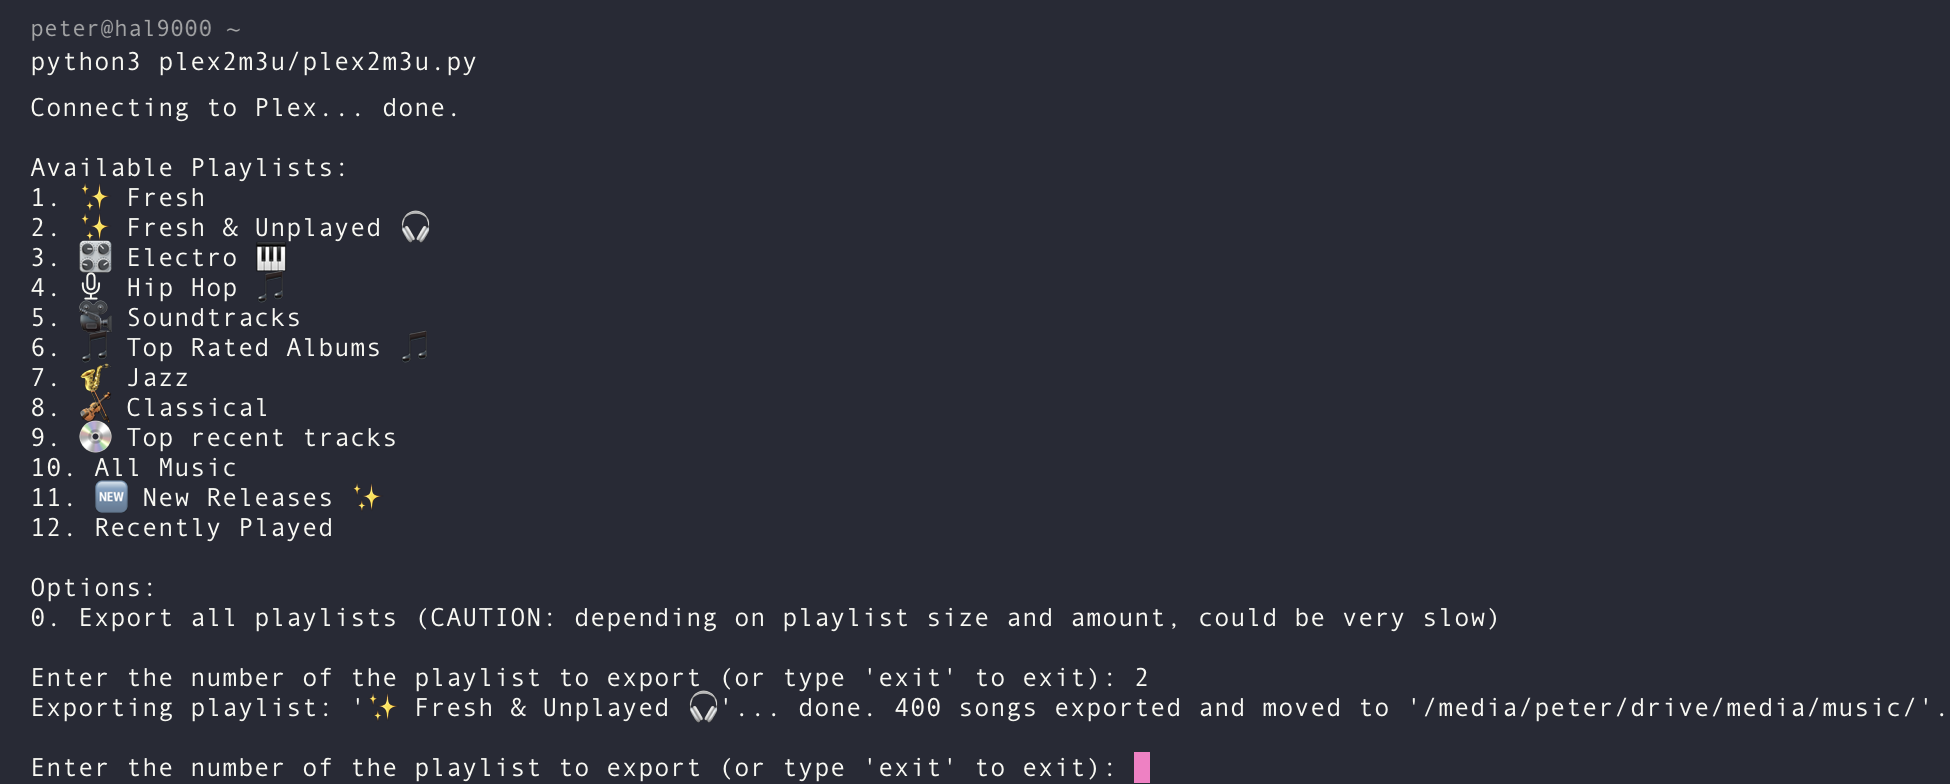 peter@hal9000 ~
python3 plex2m3u/plex2m3u.py
Connecting to Plex... done.
Available Playlists:
1. ✨ Fresh
2. ✨ Fresh & Unplayed 🎧
3. 🎛️ Electro 🎹
4. 🎙 Hip Hop 🎵
5. 🎥 Soundtracks
6. 🎵 Top Rated Albums 🎵
7. 🎷 Jazz
8. 🎻 Classical
9. 💿 Top recent tracks
10. All Music
11. 🆕 New Releases ✨
12. Recently Played
Options:
0. Export all playlists (CAUTION: depending on playlist size and amount, could be very slow)
Enter the number of the playlist to export (or type 'exit' to exit): 2
Exporting playlist: '✨ Fresh & Unplayed 🎧'... done. 400 songs exported and moved to '/media/peter/drive/media/music/'.
Enter the number of the playlist to export (or type 'exit' to exit):